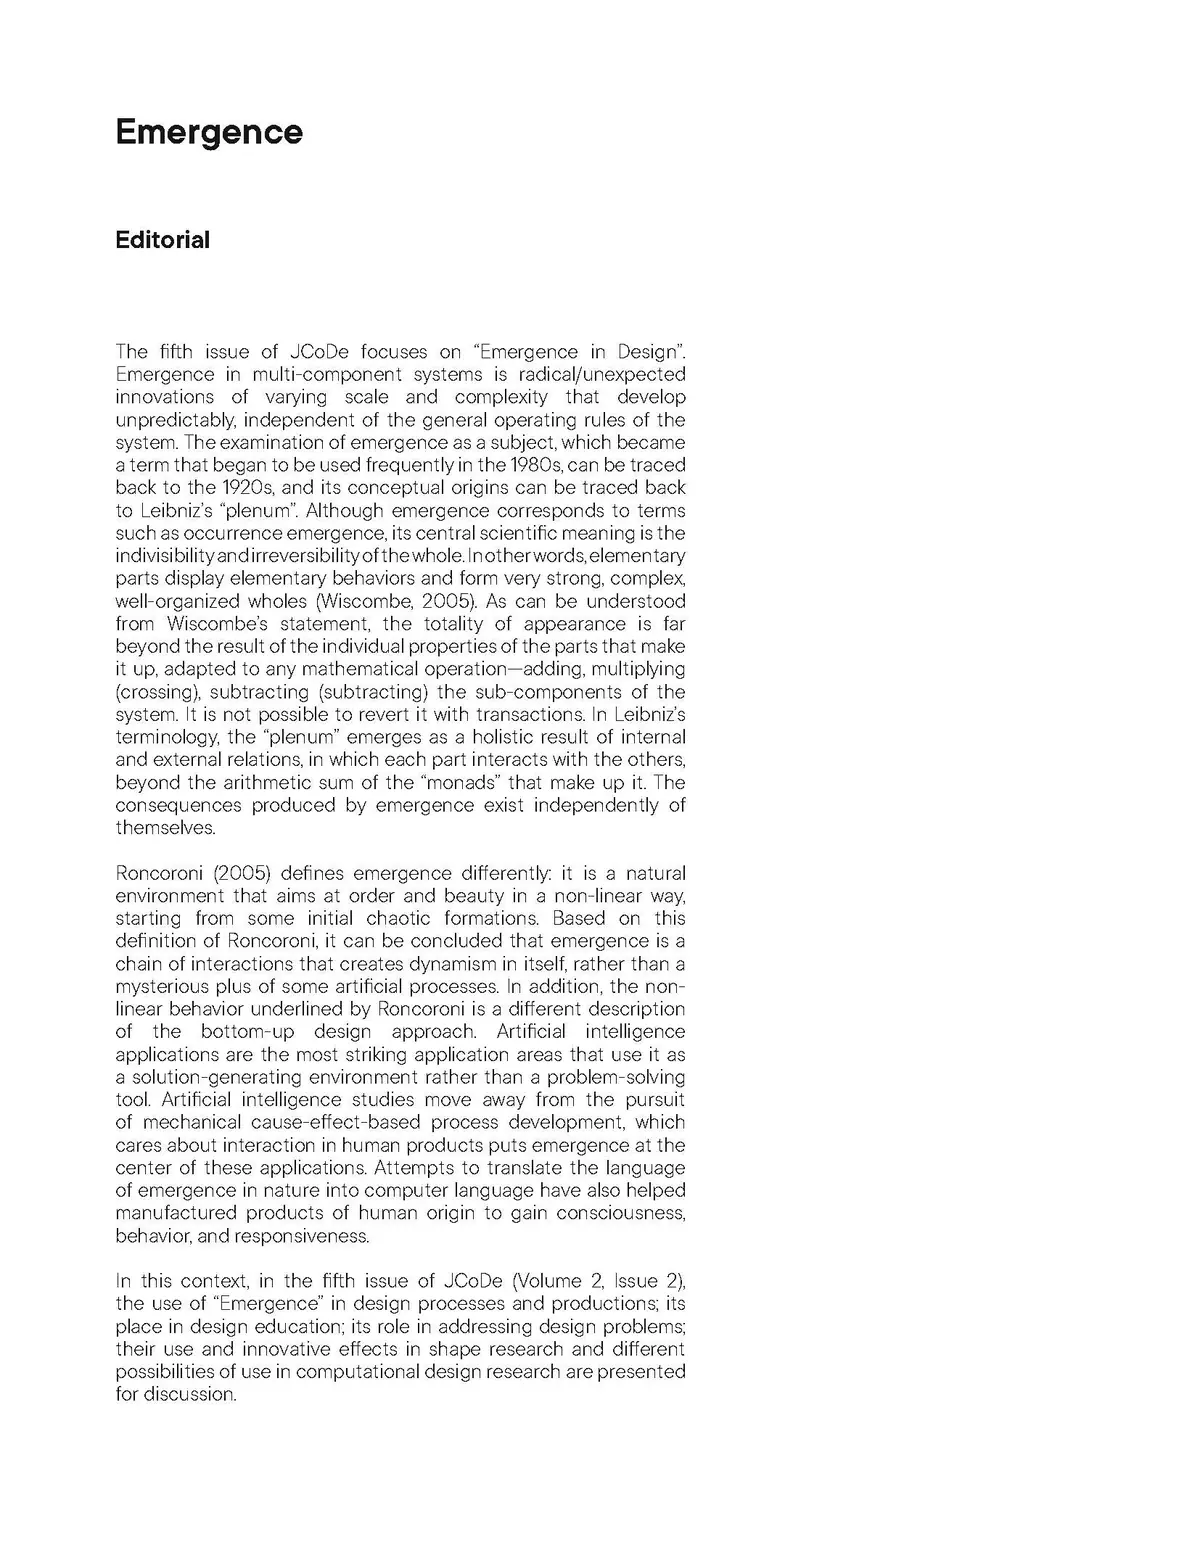 Emergence
Editorial
The fifth issue of JCoDe focuses on “Emergence in Design”.
Emergence in multi-component systems is radical/unexpected
innovations of varying scale and complexity that develop
unpredictably, independent of the general operating rules of the
system. The examination of emergence as a subject, which became
a term that began to be used frequently in the 1980s, can be traced
back to the 1920s, and its conceptual origins can be traced back
to Leibniz’s “plenum”. Although emergence corresponds to terms
such as occurrence emergence, its central scientific meaning is the
indivisibility and irreversibility of the whole. In other words, elementary
parts display elementary behaviors and form very strong, complex,
well-organized wholes (Wiscombe, 2005). As can be understood
from Wiscombe’s statement, the totality of appearance is far
beyond the result of the individual properties of the parts that make
it up, adapted to any mathematical operation—adding, multiplying
(crossing), subtracting (subtracting) the sub-components of the
system. It is not possible to revert it with transactions. In Leibniz’s
terminology, the “plenum” emerges as a holistic result of internal
and external relations, in which each part interacts with the others,
beyond the arithmetic sum of the “monads” that make up it. The
consequences produced by emergence exist independently of
themselves.
Roncoroni (2005) defines emergence differently: it is a natural
environment that aims at order and beauty in a non-linear way,
starting from some initial chaotic formations. Based on this
definition of Roncoroni, it can be concluded that emergence is a
chain of interactions that creates dynamism in itself, rather than a
mysterious plus of some artificial processes. In addition, the non-
linear behavior underlined by Roncoroni is a different description
of the bottom-up design approach. Artificial intelligence
applications are the most striking application areas that use it as
a solution-generating environment rather than a problem-solving
tool. Artificial intelligence studies move away from the pursuit
of mechanical cause-effect-based process development, which
cares about interaction in human products puts emergence at the
center of these applications. Attempts to translate the language
of emergence in nature into computer language have also helped
manufactured products of human origin to gain consciousness,
behavior, and responsiveness.
In this context, in the fifth issue of JCoDe (Volume 2, Issue 2),
the use of “Emergence” in design processes and productions; its
place in design education; its role in addressing design problems;
their use and innovative effects in shape research and different
possibilities of use in computational design research are presented
for discussion.